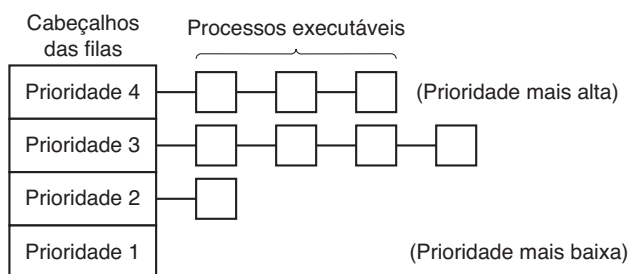 Cabeçalhos
das filas
Processos executáveis
Prioridade 4
(Prioridade mais alta)
Prioridade 3
Prioridade 2
Prioridade 1
(Prioridade mais baixa)